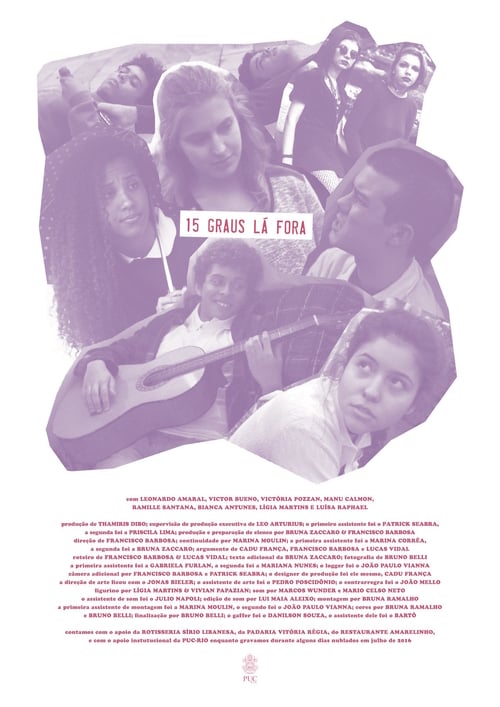 15 GRAUS LÁ FORA
com LEONARDO AMARAL, VICTOR BUENO, VICTÓRIA POZZAN, MANU CALMON,
RAMILLE SANTANA, BIANCA ANTUNES, LÍGIA MARTINS E LUÍSA RAPHAEL
produção de THAMIRIS DIBO; supervisão de produção executiva de LEO ARTURIUS; o primeiro assistente foi o PATRICK SEABRA,
a segunda foi a PRISCILA LIMA; produção e preparação de elenco por BRUNA ZACCARO & FRANCISCO BARBOSA
direção de FRANCISCO BARBOSA; continuidade por MARINA MOULIN; a primeira assistente foi a MARINA CORRÊA,
a segunda foi a BRUNA ZACCARO; argumento de CADU FRANÇA, FRANCISCO BARBOSA e LUCAS VIDAL
roteiro de FRANCISCO BARBOSA & LUCAS VIDAL; texto adicional da BRUNA ZACCARO; fotografia de BRUNO BELLI
o primeiro assistente foi a GABRIELA FURLAN, a segunda foi a MARIANA NUNES; o logger foi o JOÃO PAULO VIANNA
câmera adicional por FRANCISCO BARBOSA e PATRICK SEABRA; o designer de produção foi ele mesmo, CADU FRANÇA
a direção de arte ficou com o JONAS BIELER; o assistente de arte foi o PEDRO POSCIDÔNIO; o contrarregra foi o JOÃO MELLO
figurino por LÍGIA MARTINS & VIVIAN PAPAZIAN; som por MARCOS WUNDER e MARIO CELSO NETO
o assistente de som foi o JULIO NAPOLI; edição de som por LUI MAIA ALEIXO; montagem por BRUNA RAMALHO
a primeira assistente de montagem foi a MARINA MOULIN, o segundo foi o JOÃO PAULO VIANNA; cores por BRUNA RAMALHO
e BRUNO BELLI; finalização por BRUNO BELLI; o gaffer foi o DANILSON SOUZA, o assistente dele foi o BARTÔ
contamos com o apoio da ROTISSERIA SÍRIO LIBANESA, da PADARIA VITÓRIA RÉGIA, do RESTAURANTE AMARELINHO,
e com o apoio institutucional da PUC-RIO enquanto gravamos durante alguns dias nublados em julho de 2016
PUC
RIO